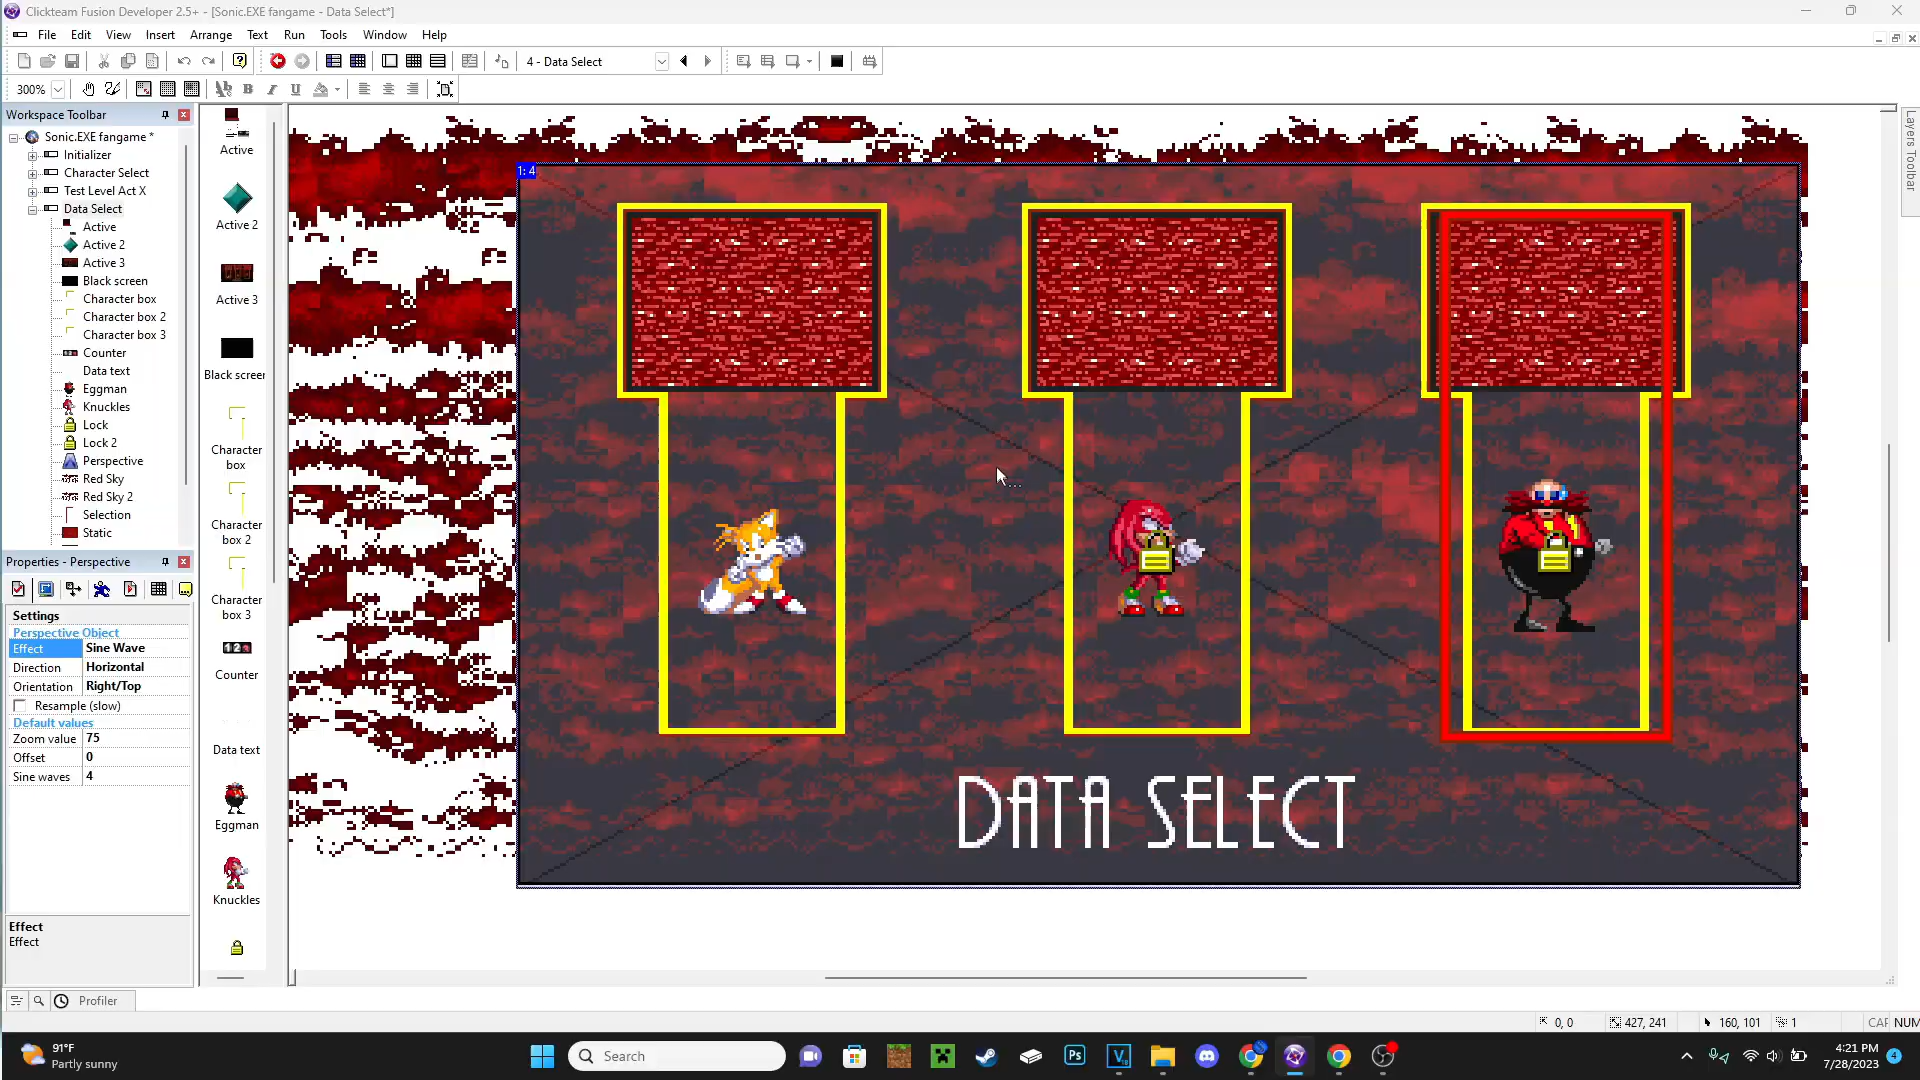 Clickteam Fusion Developer 2.5+ - [Sonic.EXE fangame - Data Select*]
File Edit View Insert Arrange Text Run Tools Window Help
4 - Data Select
300%
Workspace Toolbar
Sonic.EXE fangame *
Initializer
Character Select
Test Level Act X
Data Select
Active
Active 2
Active 3
Black screen
Character box
Character box 2
Character box 3
Counter
Data text
Eggman
Knuckles
Lock
Lock 2
Perspective
Red Sky
Red Sky 2
Selection
Static
Properties - Perspective
Settings
Perspective Object
Effect Sine Wave
Direction Horizontal
Orientation Right/Top
Resample (slow)
Default values
Zoom value 75
Offset 0
Sine waves 4
Effect
Effect
Active
Active 2
Active 3
Black screen
Character
box
Character
box 2
Character
box 3
Counter
Data text
Eggman
Knuckles
1: 4
DATA SELECT
Layers Toolbar
Profiler
0, 0
427, 241
160, 101
1
CAP
NUM
91°F
Partly sunny
Search
Ps
4:21 PM
7/28/2023
4